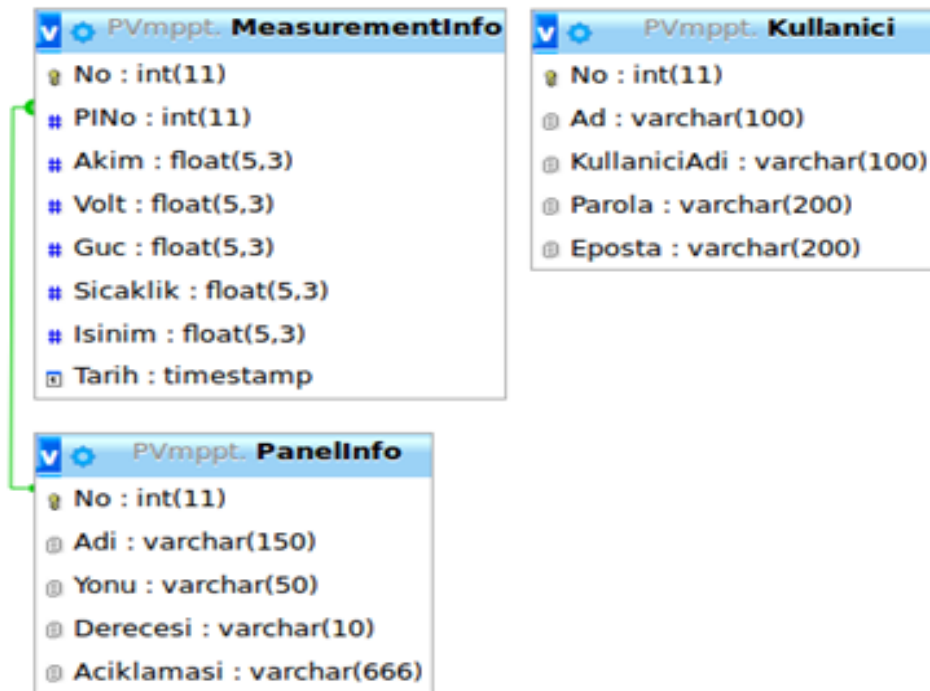 PVmppt. MeasurementInfo
No : int(11)
PINo : int(11)
Akim : float(5,3)
Volt : float(5,3)
Guc : float(5,3)
Sicaklik : float(5,3)
Isinim : float(5,3)
Tarih : timestamp
PVmppt. Kullanici
No : int(11)
Ad : varchar(100)
KullaniciAdi : varchar(100)
Parola : varchar(200)
Eposta : varchar(200)
PVmppt. PanelInfo
No : int(11)
Adi : varchar(150)
Yonu : varchar(50)
Derecesi : varchar(10)
Aciklamasi : varchar(666)